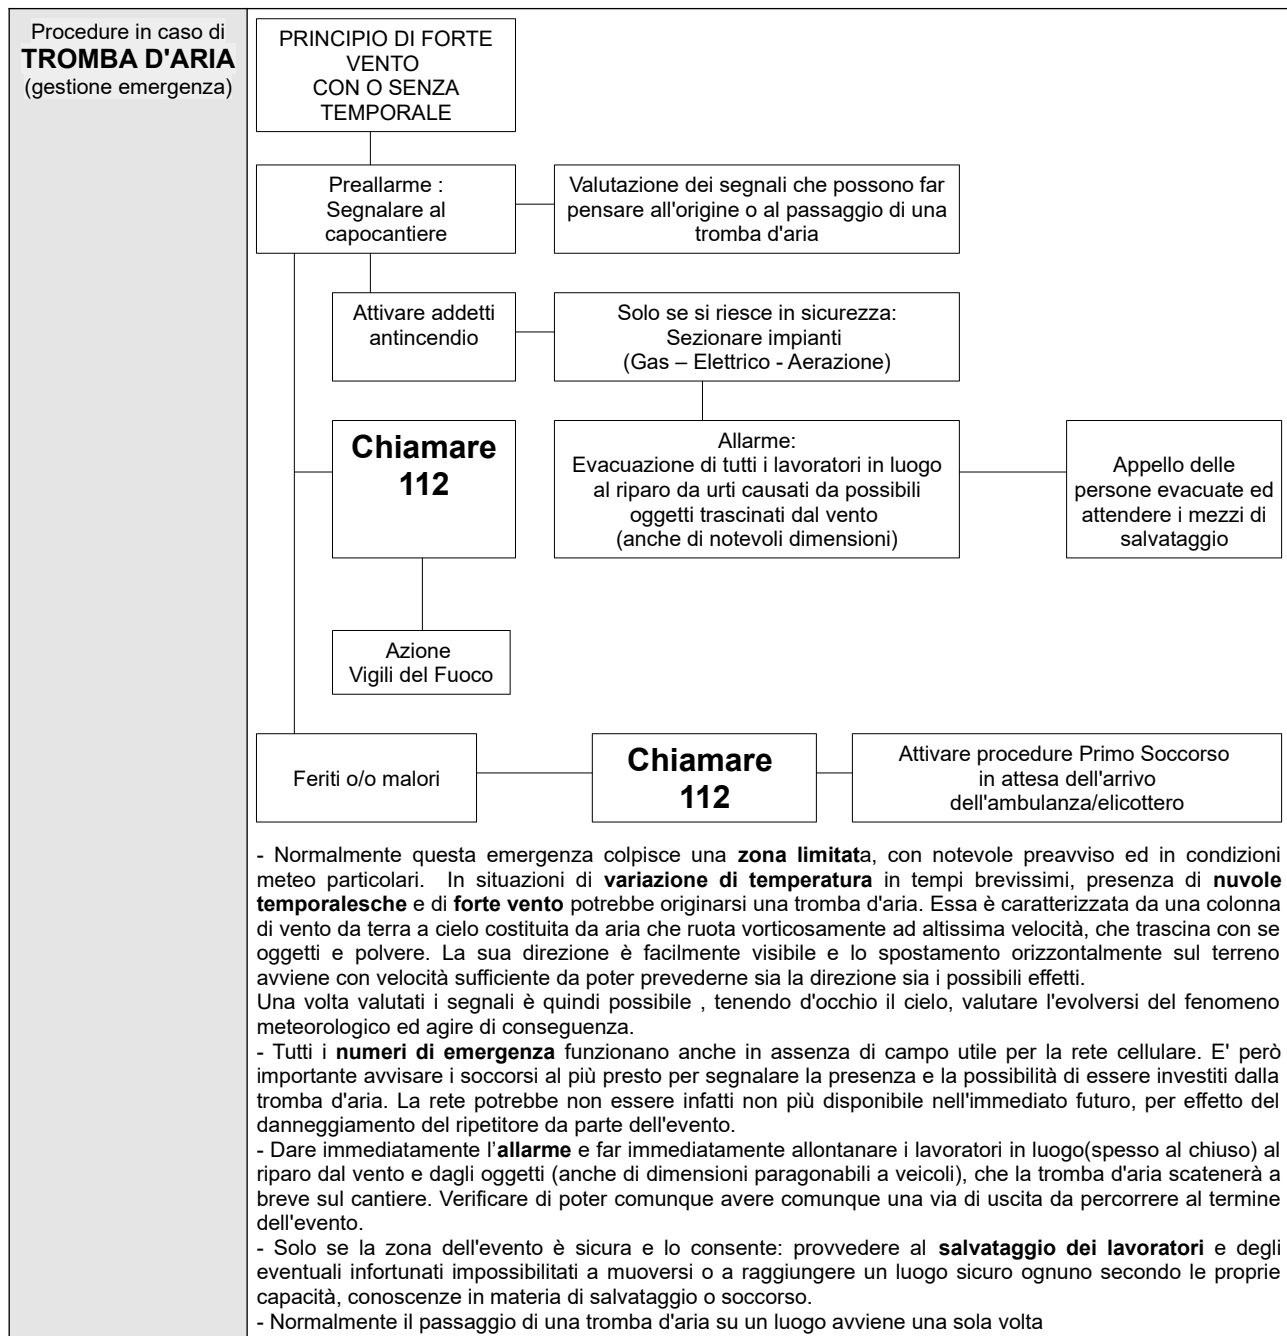 Procedure in caso di
TROMBA D'ARIA
(gestione emergenza)
PRINCIPIO DI FORTE
VENTO
CON O SENZA
TEMPORALE
Preallarme :
Segnalare al
capocantiere
Valutazione dei segnali che possono far
pensare all'origine o al passaggio di una
tromba d'aria
Attivare addetti
antincendio
Solo se si riesce in sicurezza:
Sezionare impianti
(Gas – Elettrico - Aerazione)
Chiamare
112
Allarme:
Evacuazione di tutti i lavoratori in luogo
al riparo da urti causati da possibili
oggetti trascinati dal vento
(anche di notevoli dimensioni)
Appello delle
persone evacuate ed
attendere i mezzi di
salvataggio
Azione
Vigili del Fuoco
Feriti o/o malori
Chiamare
112
Attivare procedure Primo Soccorso
in attesa dell'arrivo
dell'ambulanza/elicottero
- Normalmente questa emergenza colpisce una zona limitata, con notevole preavviso ed in condizioni
meteo particolari. In situazioni di variazione di temperatura in tempi brevissimi, presenza di nuvole
temporalesche e di forte vento potrebbe originarsi una tromba d'aria. Essa è caratterizzata da una colonna
di vento da terra a cielo costituita da aria che ruota vorticosamente ad altissima velocità, che trascina con se
oggetti e polvere. La sua direzione è facilmente visibile e lo spostamento orizzontalmente sul terreno
avviene con velocità sufficiente da poter prevederne sia la direzione sia i possibili effetti.
Una volta valutati i segnali è quindi possibile , tenendo d'occhio il cielo, valutare l'evolversi del fenomeno
meteorologico ed agire di conseguenza.
- Tutti i numeri di emergenza funzionano anche in assenza di campo utile per la rete cellulare. E' però
importante avvisare i soccorsi al più presto per segnalare la presenza e la possibilità di essere investiti dalla
tromba d'aria. La rete potrebbe non essere infatti non più disponibile nell'immediato futuro, per effetto del
danneggiamento del ripetitore da parte dell'evento.
- Dare immediatamente l’allarme e far immediatamente allontanare i lavoratori in luogo(spesso al chiuso) al
riparo dal vento e dagli oggetti (anche di dimensioni paragonabili a veicoli), che la tromba d'aria scatenerà a
breve sul cantiere. Verificare di poter comunque avere comunque una via di uscita da percorrere al termine
dell'evento.
- Solo se la zona dell'evento è sicura e lo consente: provvedere al salvataggio dei lavoratori e degli
eventuali infortunati impossibilitati a muoversi o a raggiungere un luogo sicuro ognuno secondo le proprie
capacità, conoscenze in materia di salvataggio o soccorso.
- Normalmente il passaggio di una tromba d'aria su un luogo avviene una sola volta